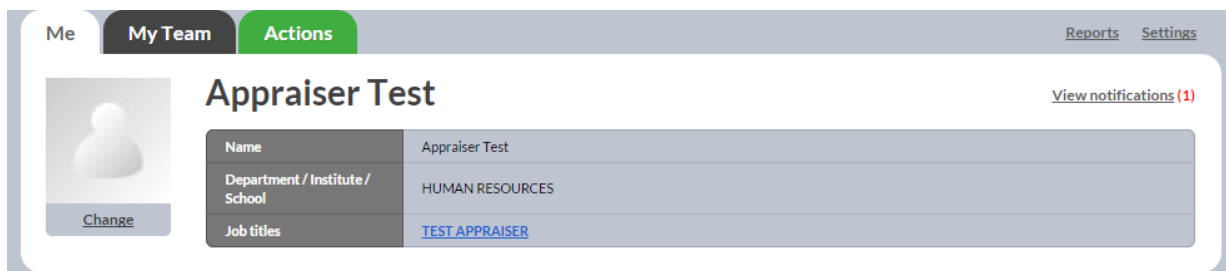 Me My Team Actions Reports Settings
Appraiser Test
View notifications (1)
Name Appraiser Test
Department / Institute /
School HUMAN RESOURCES
Change
Job titles TEST APPRAISER